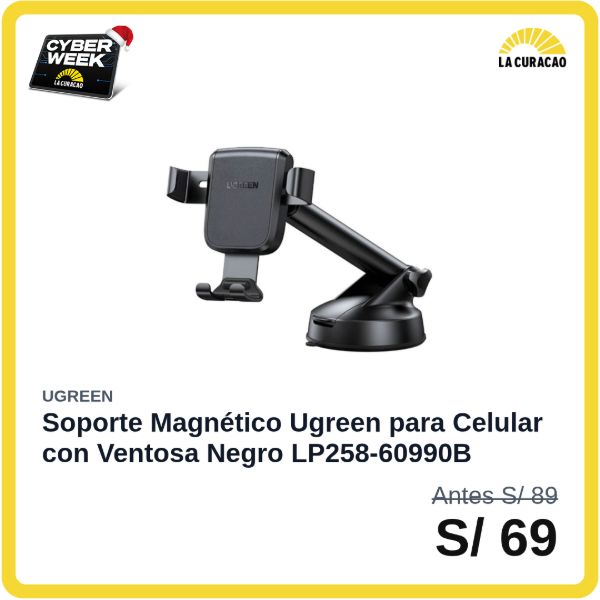 CYBER
WEEK
LA CURACAO
LA CURACAO
UGREEN
UGREEN
Soporte Magnético Ugreen para Celular
con Ventosa Negro LP258-60990B
Antes S/ 89
S/ 69